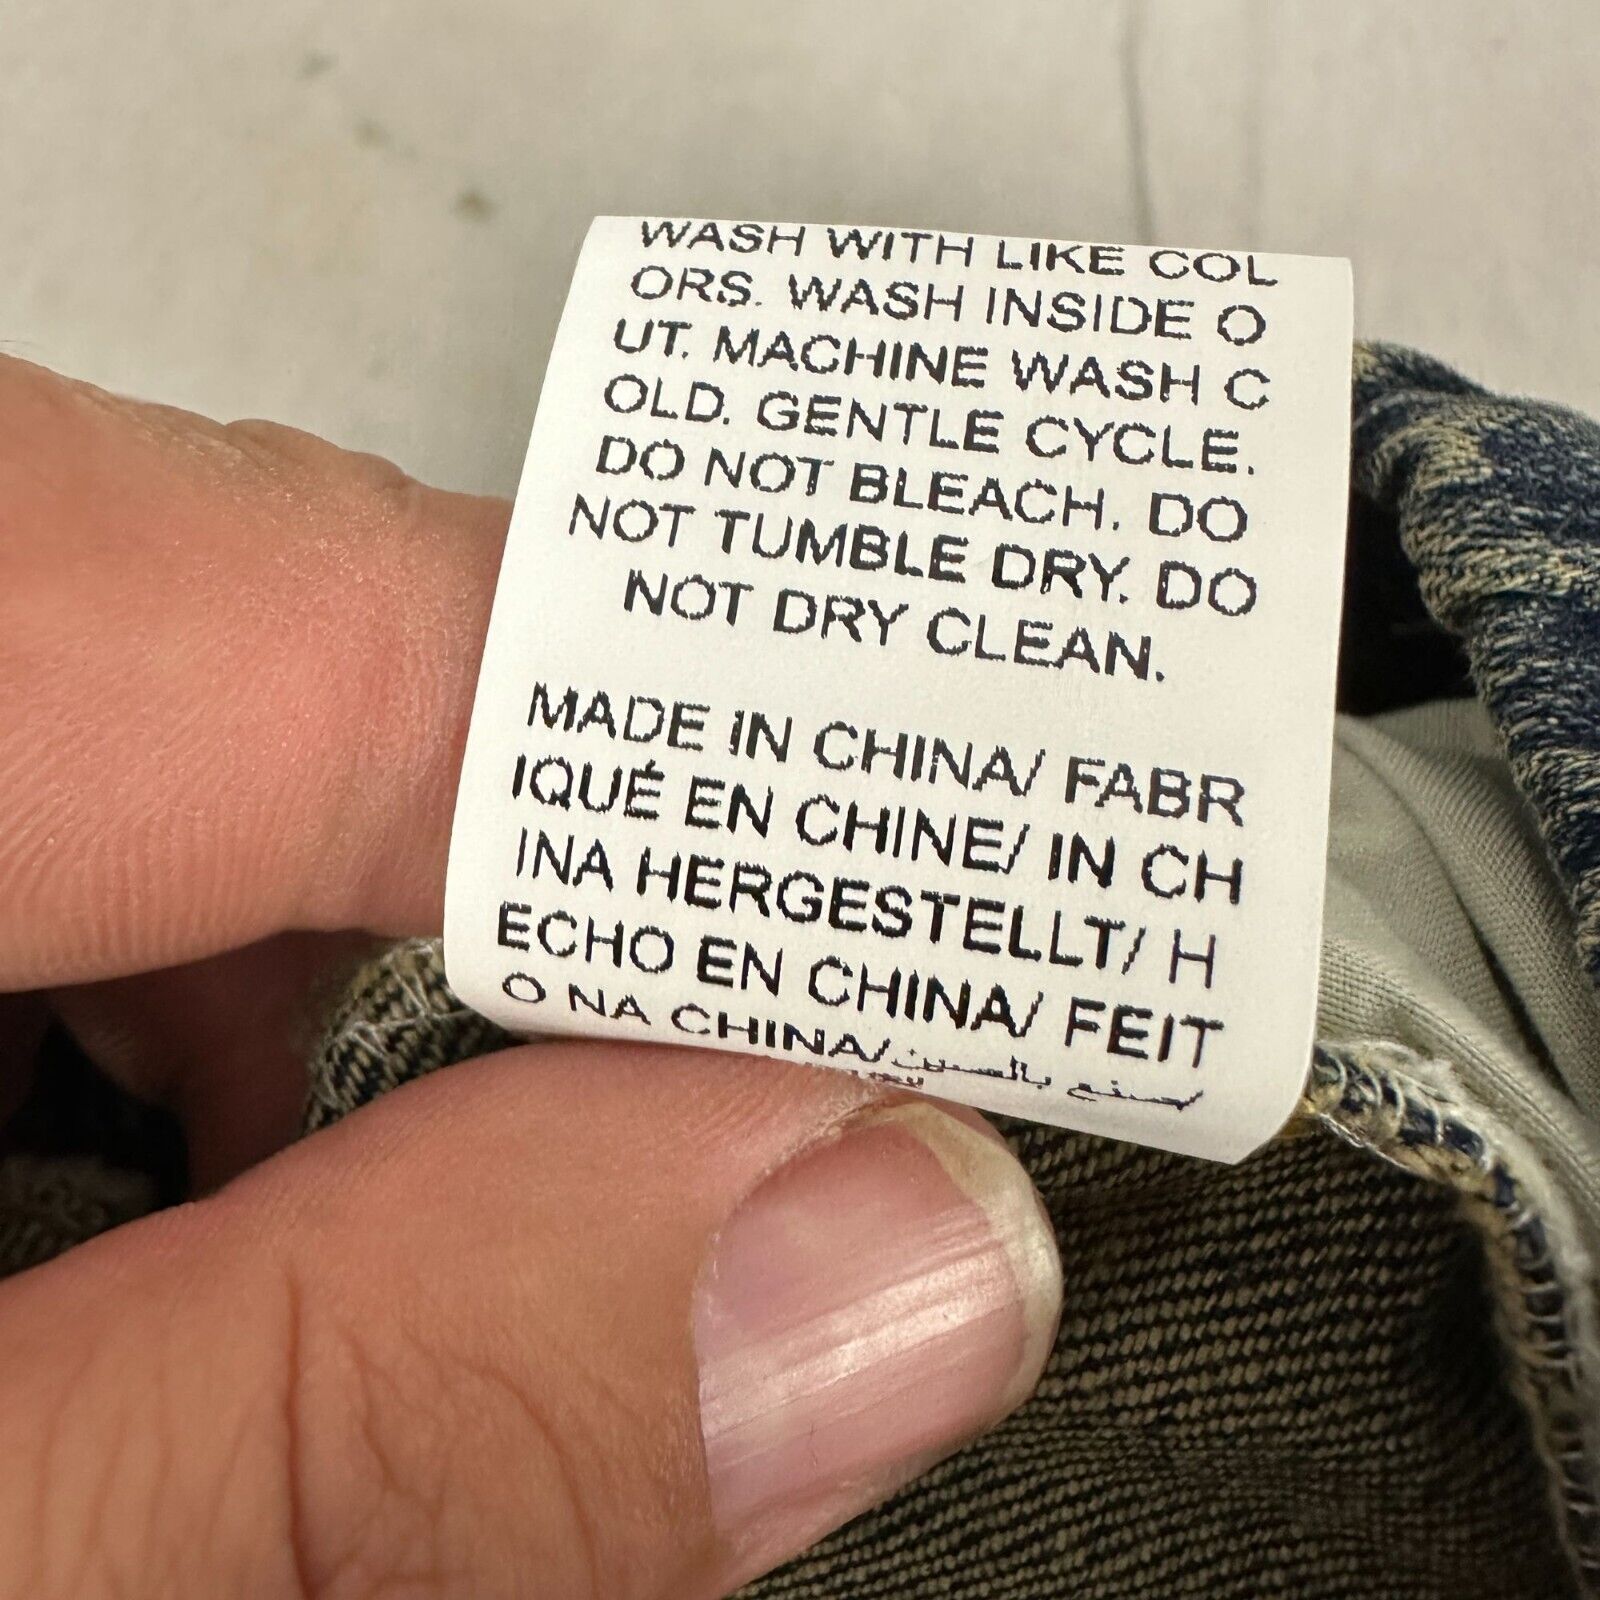 WASH WITH LIKE COL
ORS. WASH INSIDE O
UT. MACHINE WASH C
OLD. GENTLE CYCLE.
DO NOT BLEACH. DO
NOT TUMBLE DRY. DO
NOT DRY CLEAN.
MADE IN CHINA/ FABR
IQUÉ EN CHINE/ IN CH
INA HERGESTELLT/ H
ECHO EN CHINA/ FEIT
O NA CHINA/صنع بالصين/